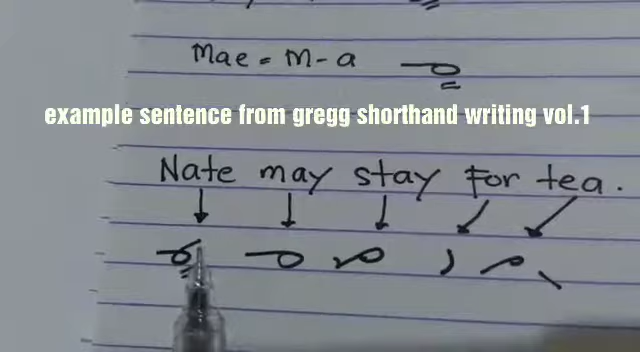 Mae = m - a
example sentence from gregg shorthand writing vol.1
Nate may stay for tea.